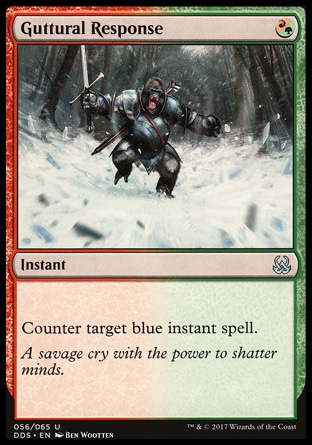 Guttural Response
Instant
Counter target blue instant spell.
A savage cry with the power to shatter
minds.
056/065 U
DDS • EN Ben Wootten
™ & © 2017 Wizards of the Coast